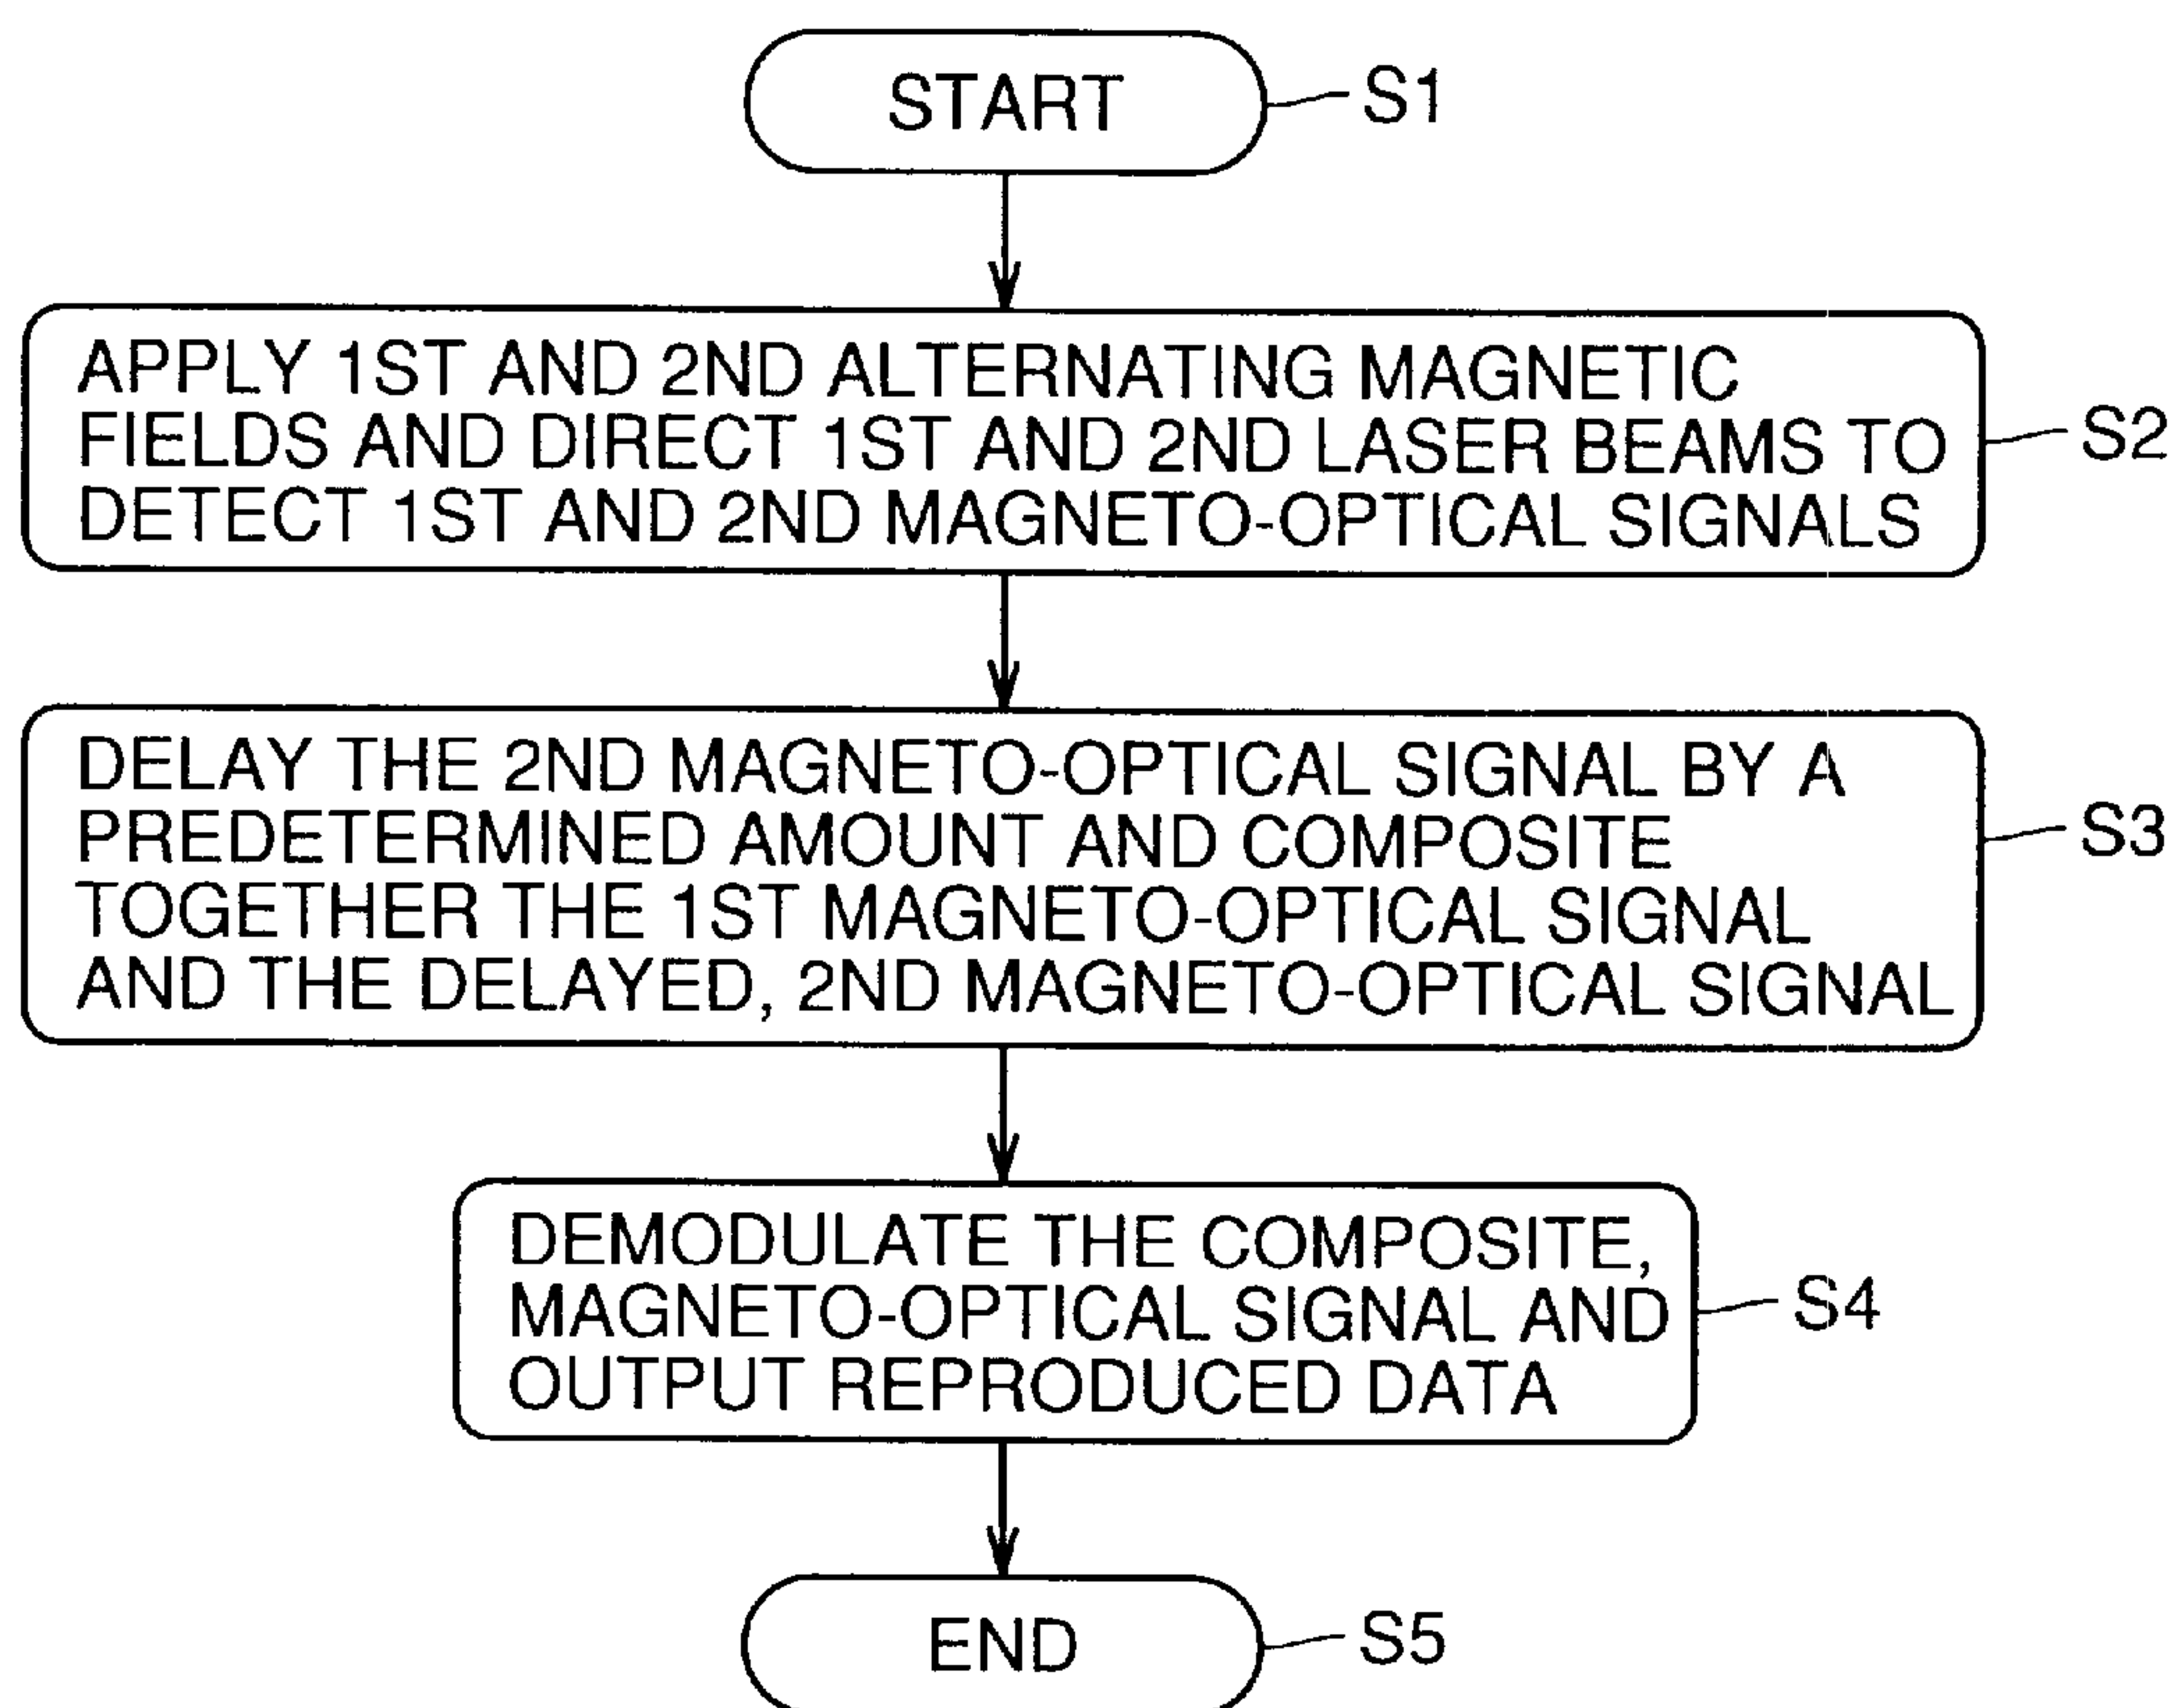 START
S1
APPLY 1ST AND 2ND ALTERNATING MAGNETIC
FIELDS AND DIRECT 1ST AND 2ND LASER BEAMS TO
DETECT 1ST AND 2ND MAGNETO-OPTICAL SIGNALS
S2
DELAY THE 2ND MAGNETO-OPTICAL SIGNAL BY A
PREDETERMINED AMOUNT AND COMPOSITE
TOGETHER THE 1ST MAGNETO-OPTICAL SIGNAL
AND THE DELAYED, 2ND MAGNETO-OPTICAL SIGNAL
S3
DEMODULATE THE COMPOSITE,
MAGNETO-OPTICAL SIGNAL AND
OUTPUT REPRODUCED DATA
S4
END
S5